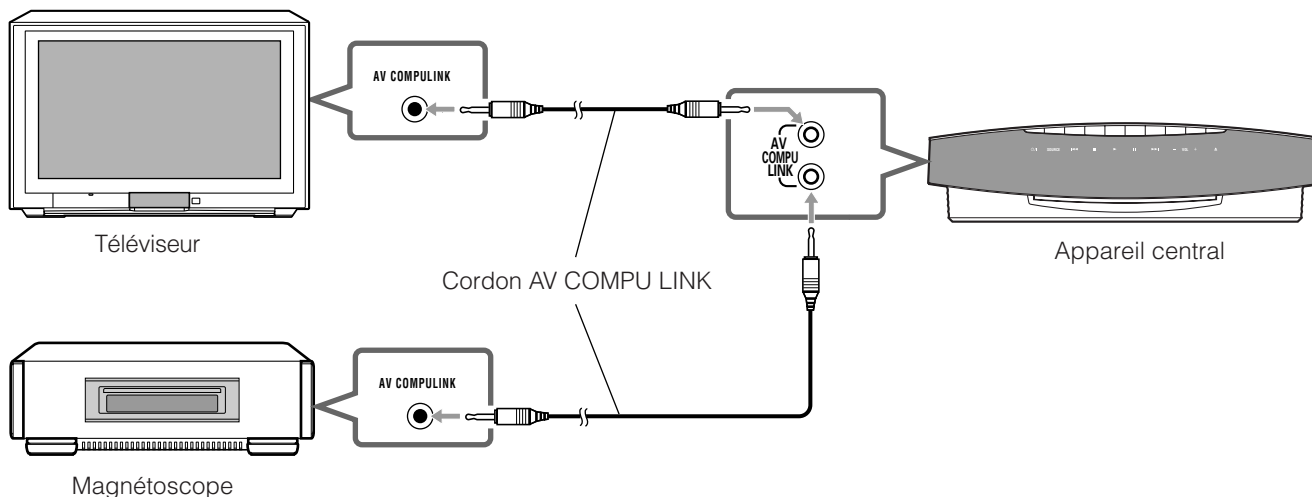 AV COMPULINK
AV
COMPU
LINK
Téléviseur
Appareil central
Cordon AV COMPU LINK
AV COMPULINK
Magnétoscope